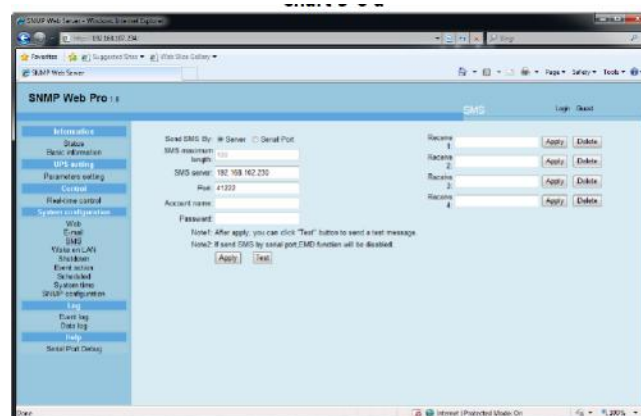 SNMP Web Server - Windows Internet Explorer
Favorites
Suggested Sites
Web Slice Gallery
SNMP Web Server
Page
Safety
Tools
SNMP Web Pro
SMS
Login
Guest
Information
Status
Basic information
UPS setting
Parameters setting
Control
Real-time control
System configuration
Web
E-mail
SMS
Wake on LAN
Shutdown
Event action
Scheduled
System time
SNMP configuration
Log
Event log
Data log
Help
Serial Port Debug
Send SMS By: Server Serial Port
SMS maximum length:
SMS server: 192.168.102.230
Port:
Account name:
Password:
Note1: After apply, you can click "Test" button to send a test message.
Note2: If send SMS by serial port,EMD function will be disabled.
Apply Test
Receive 1: Apply Delete
Receive 2: Apply Delete
Receive 3: Apply Delete
Receive 4: Apply Delete
Done
Internet | Protected Mode: On